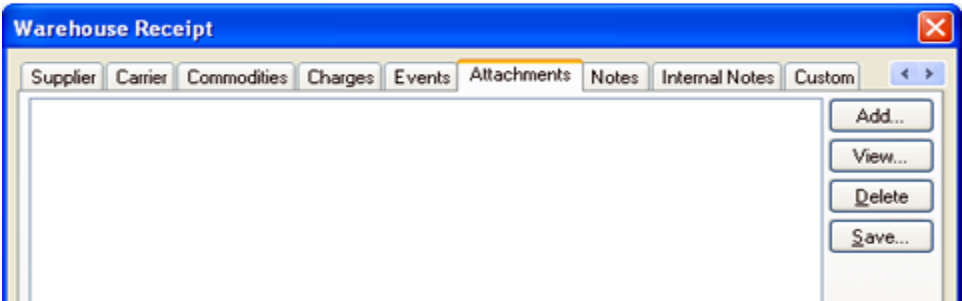 Warehouse Receipt
Supplier Carrier Commodities Charges Events Attachments Notes Internal Notes Custom
Add...
View...
Delete
Save...